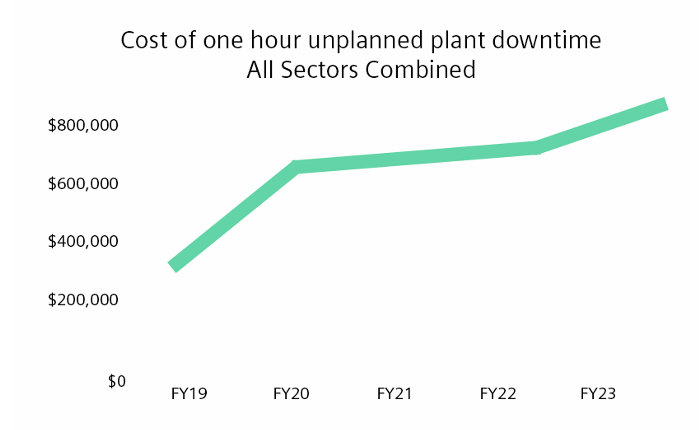 Cost of one hour unplanned plant downtime
All Sectors Combined
$800,000
$600,000
$400,000
$200,000
$0
FY19 FY20 FY21 FY22 FY23